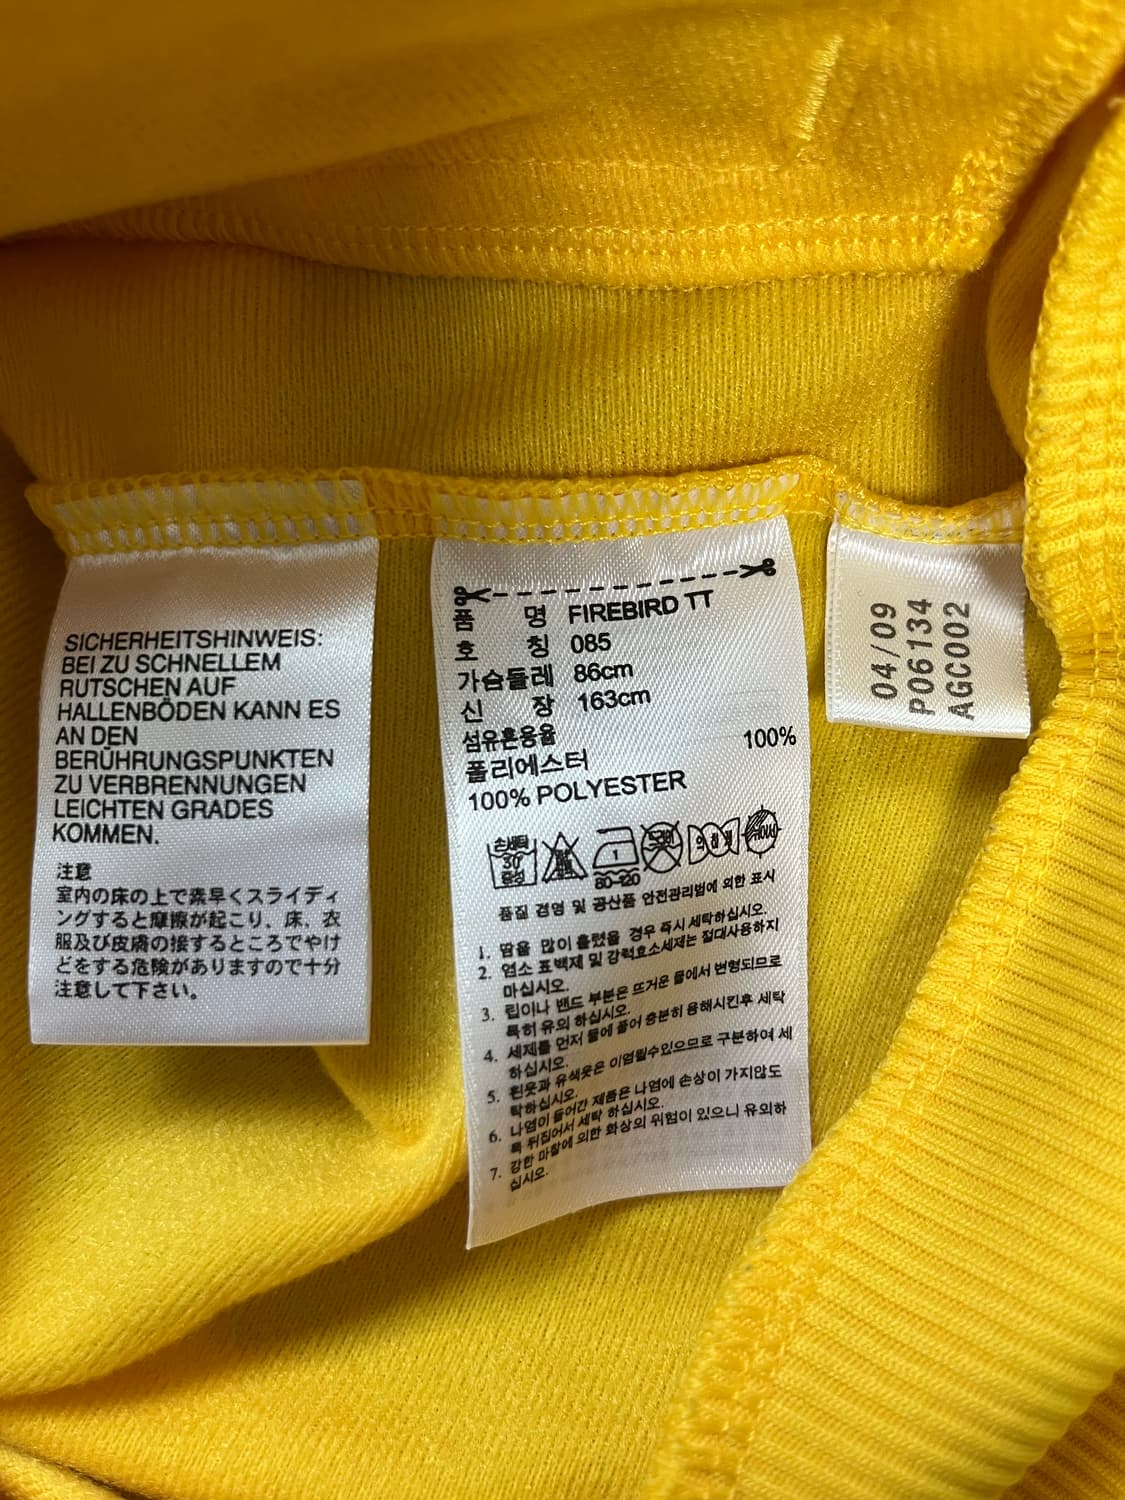 SICHERHEITSHINWEIS:
BEI ZU SCHNELLEM
RUTSCHEN AUF
HALLENBÖDEN KANN ES
AN DEN
BERÜHRUNGSPUNKTEN
ZU VERBRENNUNGEN
LEICHTEN GRADES
KOMMEN.
注意
室内の床の上で素早くスライディ
ングすると摩擦が起こり、床、衣
服及び皮膚の接するところでやけ
どをする危険がありますので十分
注意して下さい。
품 명 FIREBIRD TT
호 칭 085
가슴둘레 86cm
신 장 163cm
섬유혼용율
폴리에스터 100%
100% POLYESTER
손세탁
30°
중성
1
80-120
품질 경영 및 공산품 안전관리법에 의한 표시
1. 땀을 많이 흘렸을 경우 즉시 세탁하십시오.
2. 염소 표백제 및 강력효소세제는 절대사용하지
마십시오.
3. 립이나 밴드 부분은 뜨거운 물에서 변형되므로
특히 유의 하십시오.
4. 세제를 먼저 물에 풀어 충분히 용해시킨후 세탁
하십시오.
5. 흰옷과 유색옷은 이염될수있으므로 구분하여 세
탁하십시오.
6. 나염이 들어간 제품은 나염에 손상이 가지않도
록 뒤집어서 세탁 하십시오.
7. 강한 마찰에 의한 화상의 위험이 있으니 유의하
십시오.
04/09
P06134
AGC002